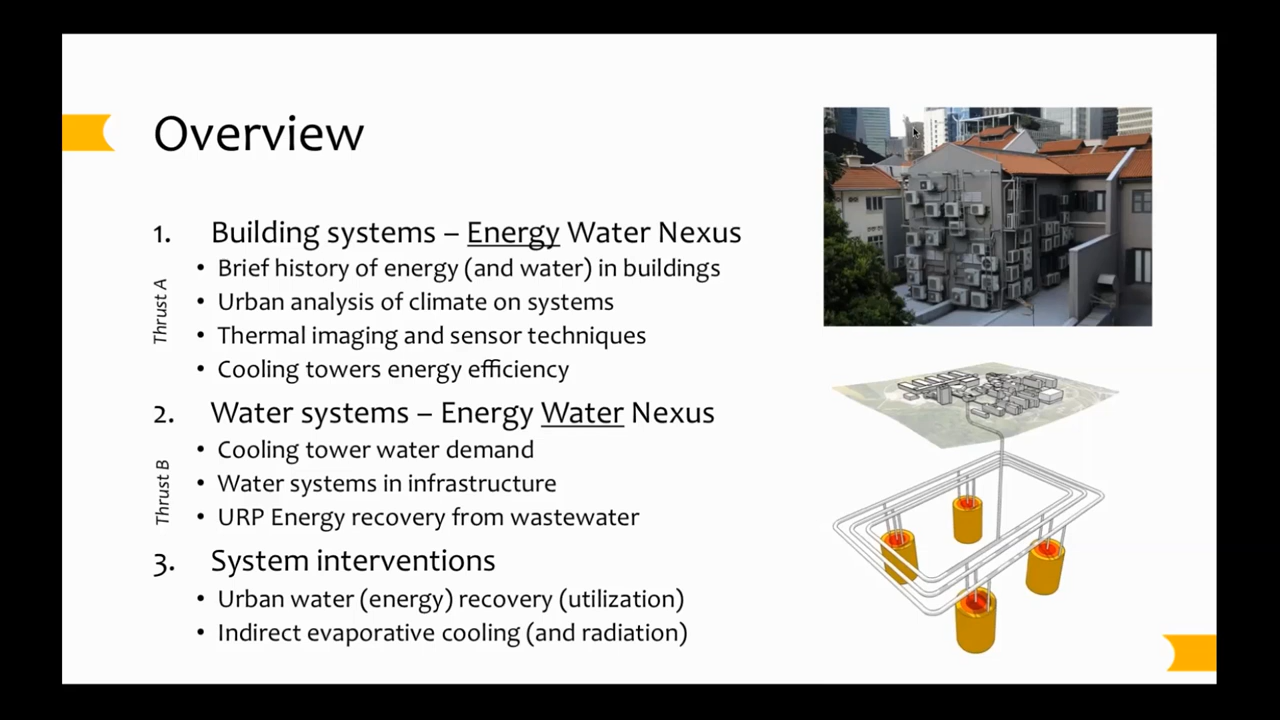 Overview
1. Building systems – Energy Water Nexus
Thrust A
• Brief history of energy (and water) in buildings
• Urban analysis of climate on systems
• Thermal imaging and sensor techniques
• Cooling towers energy efficiency
2. Water systems – Energy Water Nexus
Thrust B
• Cooling tower water demand
• Water systems in infrastructure
• URP Energy recovery from wastewater
3. System interventions
• Urban water (energy) recovery (utilization)
• Indirect evaporative cooling (and radiation)